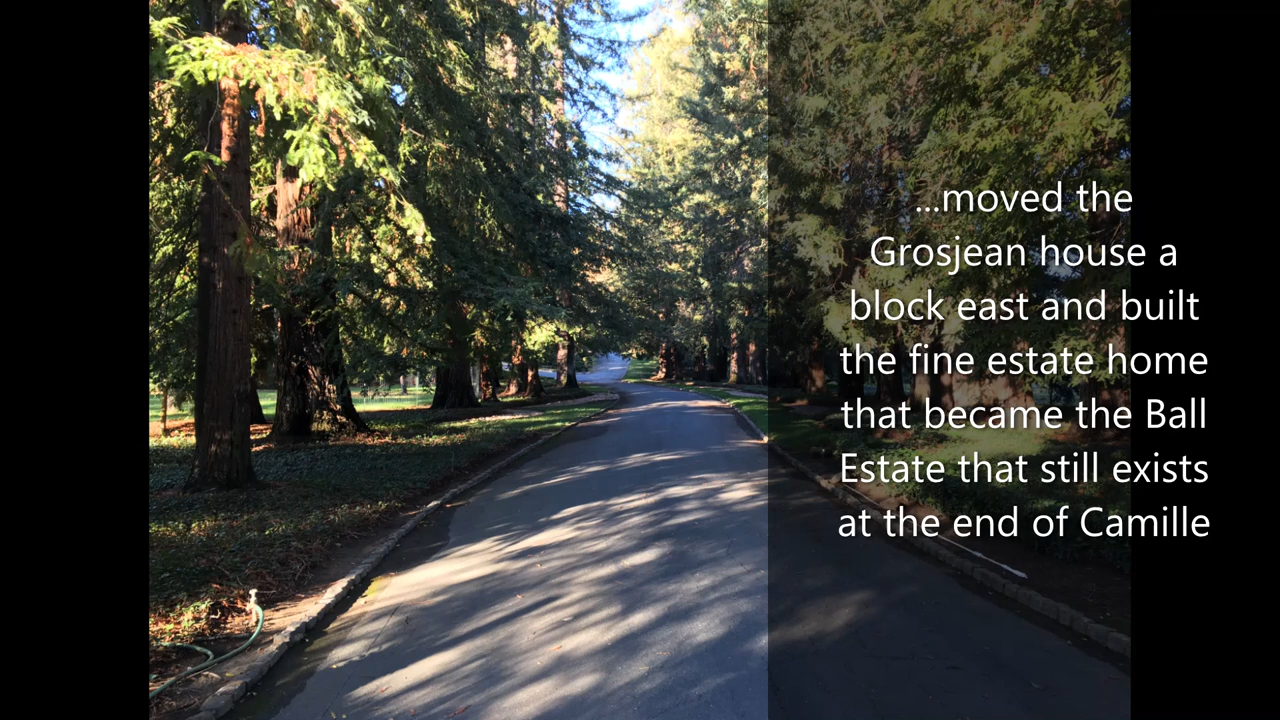 ...moved the
Grosjean house a
block east and built
the fine estate home
that became the Ball
Estate that still exists
at the end of Camille